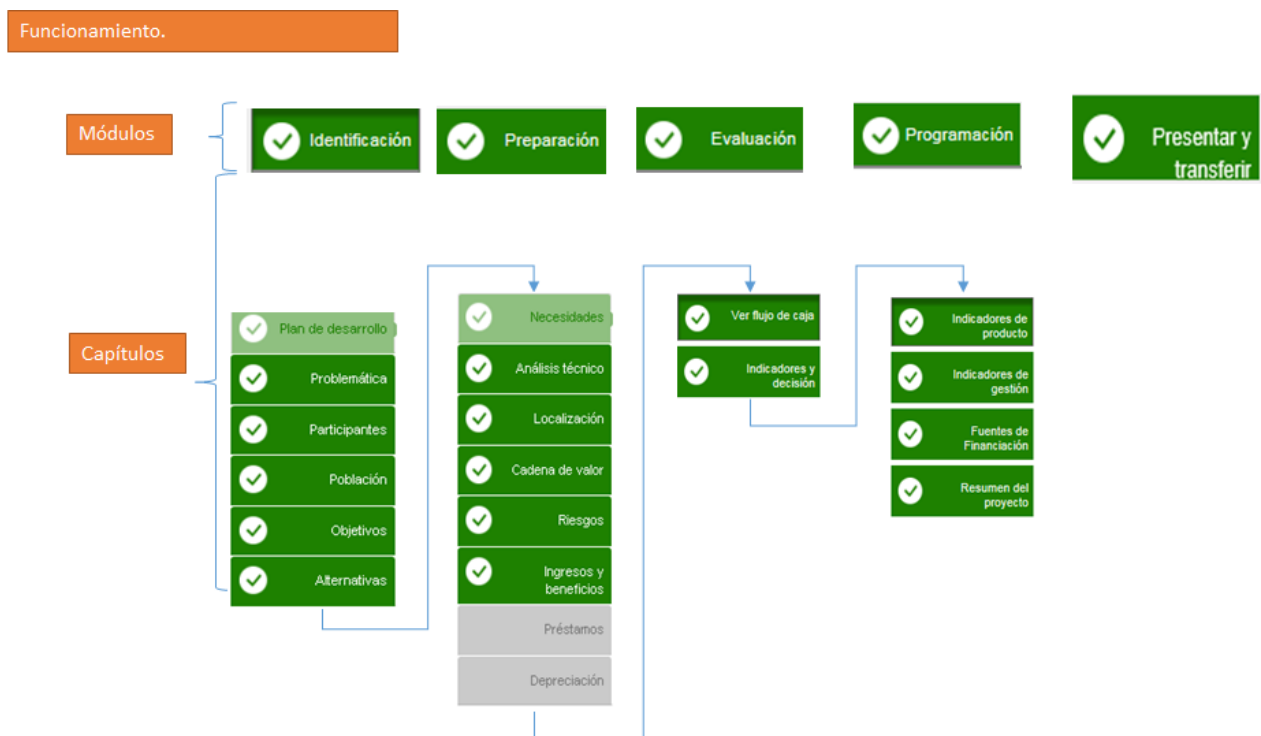 Funcionamiento.
Módulos
Identificación
Preparación
Evaluación
Programación
Presentar y
transferir
Capítulos
Plan de desarrollo
Problemática
Participantes
Población
Objetivos
Alternativas
Necesidades
Análisis técnico
Localización
Cadena de valor
Riesgos
Ingresos y
beneficios
Préstamos
Depreciación
Ver flujo de caja
Indicadores y
decisión
Indicadores de
producto
Indicadores de
gestión
Fuentes de
Financiación
Resumen del
proyecto